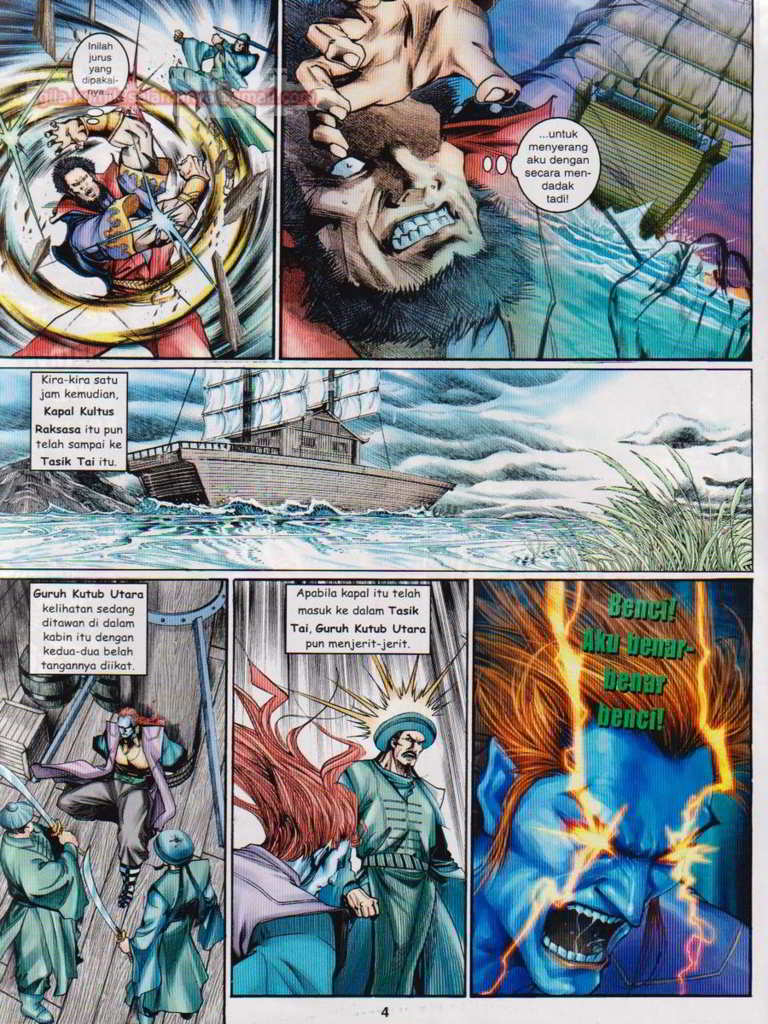 Inilah
jurus
yang
dipakai-
nya...
...untuk
menyerang
aku dengan
secara men-
dadak
tadi!
Kira-kira satu
jam kemudian,
Kapal Kultus
Raksasa itu pun
telah sampai ke
Tasik Tai itu.
Guruh Kutub Utara
kelihatan sedang
ditawan di dalam
kabin itu dengan
kedua-dua belah
tangannya diikat.
Apabila kapal itu telah
masuk ke dalam Tasik
Tai, Guruh Kutub Utara
pun menjerit-jerit.
Benci!
Aku benar-
benar
benci!
4